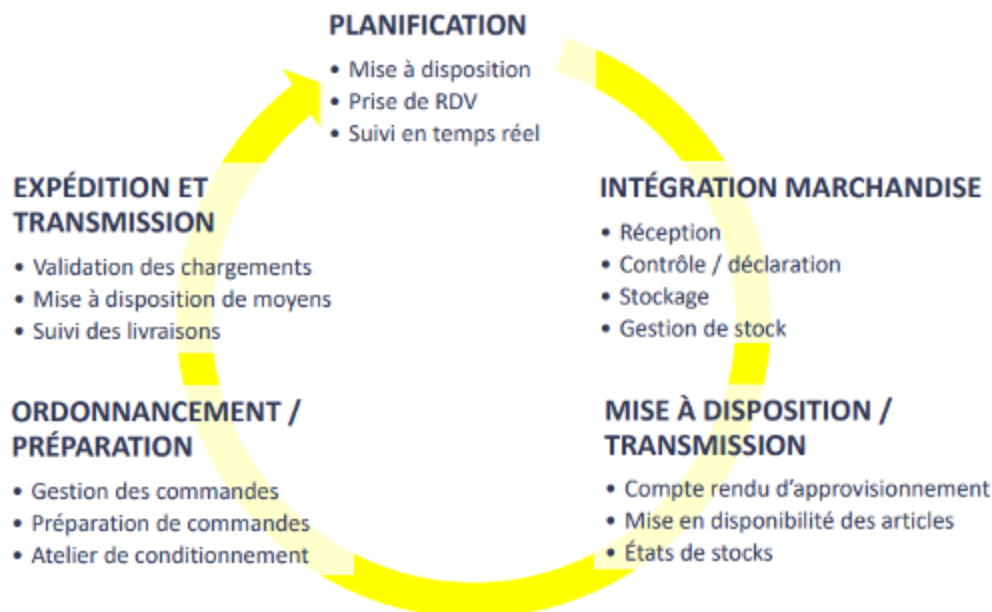 PLANIFICATION
• Mise à disposition
• Prise de RDV
• Suivi en temps réel
INTÉGRATION MARCHANDISE
• Réception
• Contrôle / déclaration
• Stockage
• Gestion de stock
MISE À DISPOSITION /
TRANSMISSION
• Compte rendu d’approvisionnement
• Mise en disponibilité des articles
• États de stocks
ORDONNANCEMENT /
PRÉPARATION
• Gestion des commandes
• Préparation de commandes
• Atelier de conditionnement
EXPÉDITION ET
TRANSMISSION
• Validation des chargements
• Mise à disposition de moyens
• Suivi des livraisons